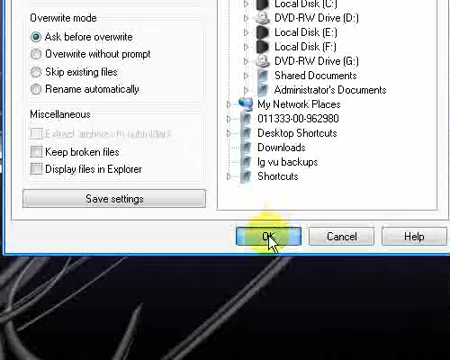 Overwrite mode
Ask before overwrite
Overwrite without prompt
Skip existing files
Rename automatically
Miscellaneous
Extract archives to subfolders
Keep broken files
Display files in Explorer
Save settings
Local Disk (C:)
DVD-RW Drive (D:)
Local Disk (E:)
Local Disk (F:)
DVD-RW Drive (G:)
Shared Documents
Administrator's Documents
My Network Places
011333-00-962980
Desktop Shortcuts
Downloads
lg vu backups
Shortcuts
OK
Cancel
Help